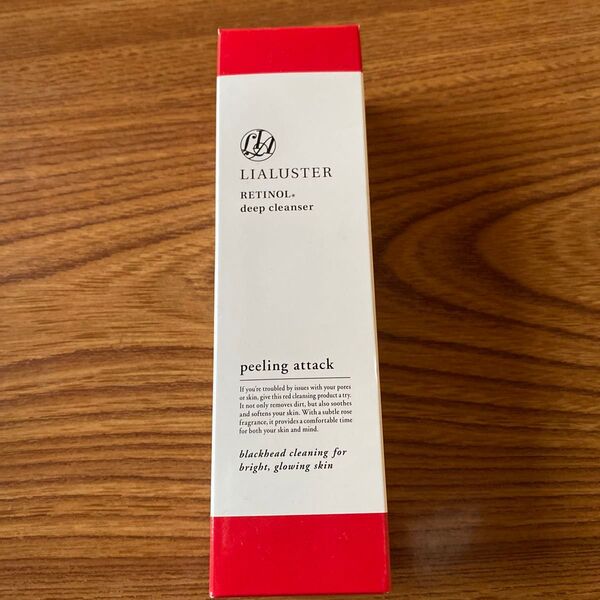 LIA
LIALUSTER
RETINOL*
deep cleanser
peeling attack
If you're troubled by issues with your pores
or skin, give this red cleansing product a try.
It not only removes dirt, but also soothes
and softens your skin. With a subtle rose
fragrance, it provides a comfortable time
for both your skin and mind.
blackhead cleaning for
bright, glowing skin